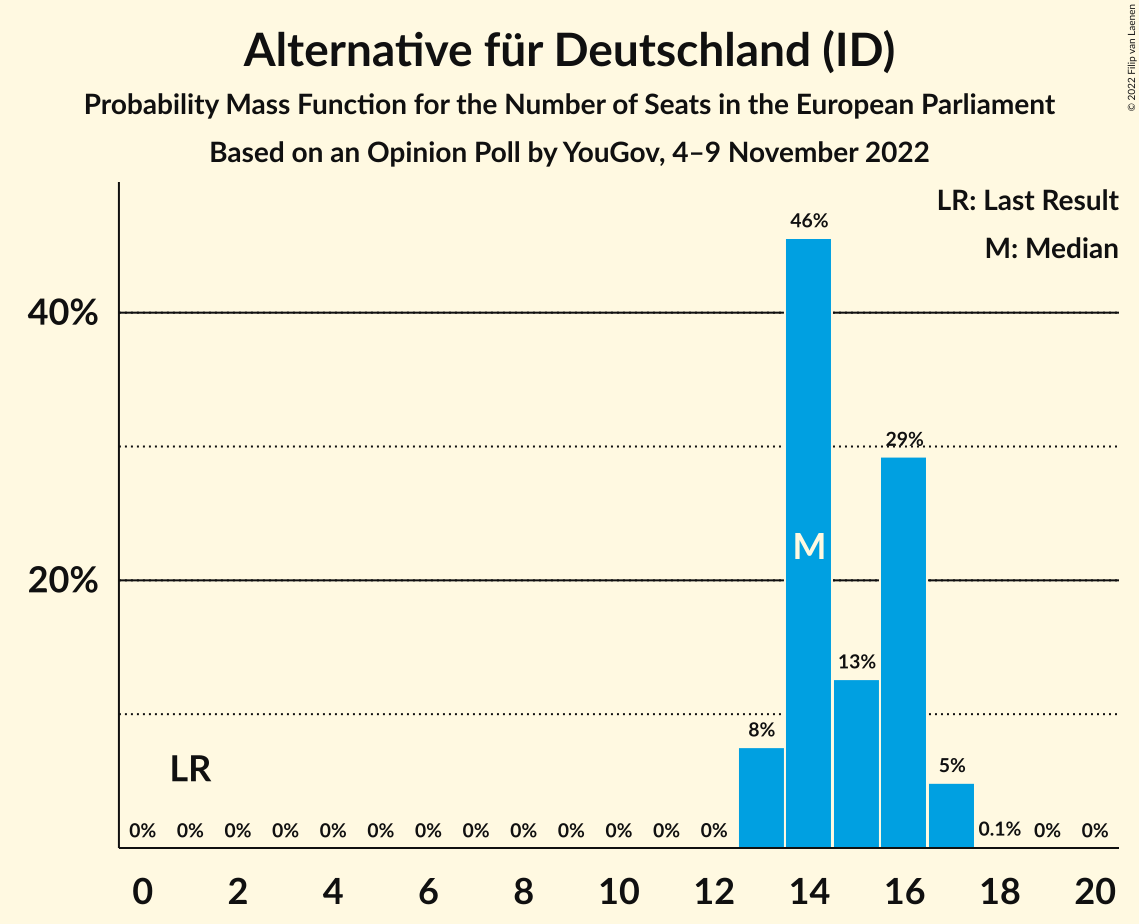 Alternative für Deutschland (ID)
Probability Mass Function for the Number of Seats in the European Parliament
Based on an Opinion Poll by YouGov, 4–9 November 2022
© 2022 Filip van Laenen
LR: Last Result
M: Median
46%
40%
29%
M
20%
13%
8%
5%
LR
0% 0% 0% 0% 0% 0% 0% 0% 0% 0% 0% 0% 0% 0.1% 0% 0%
0 2 4 6 8 10 12 14 16 18 20